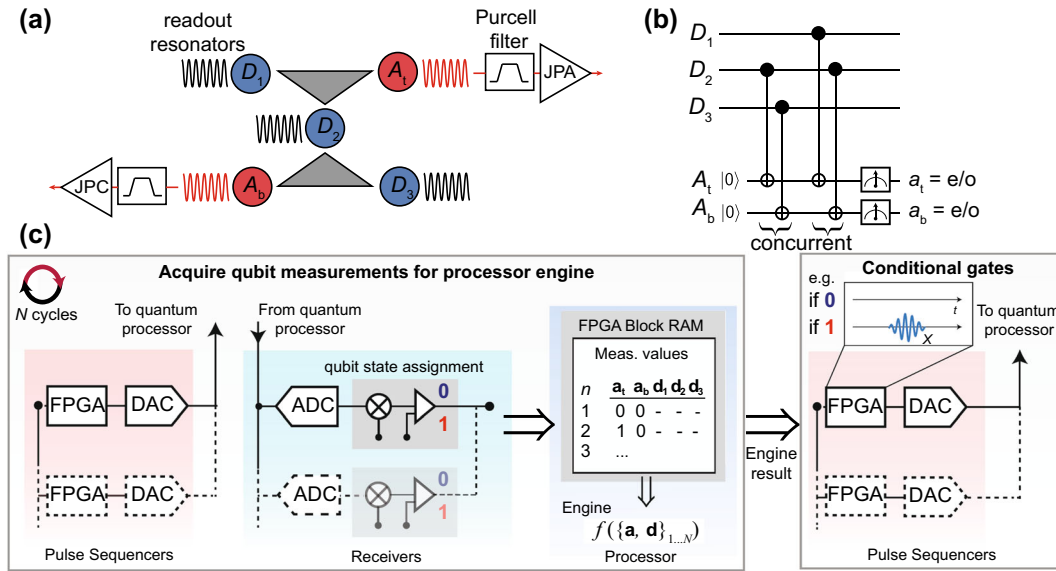 (a)
readout
resonators
Purcell
filter
D1
At
JPA
D2
JPC
Ab
D3
(b)
D1
D2
D3
At |0⟩ at = e/o
Ab |0⟩ ab = e/o
concurrent
(c)
Acquire qubit measurements for processor engine
N cycles
To quantum
processor
From quantum
processor
qubit state assignment
FPGA DAC
ADC
0
1
FPGA DAC
ADC
0
1
Pulse Sequencers
Receivers
FPGA Block RAM
Meas. values
n at ab d1 d2 d3
1 0 0 - - -
2 1 0 - - -
3 ...
Engine
f ({a, d}1...N)
Processor
Engine
result
Conditional gates
e.g.
if 0
if 1
t
X
To quantum
processor
FPGA DAC
FPGA DAC
Pulse Sequencers